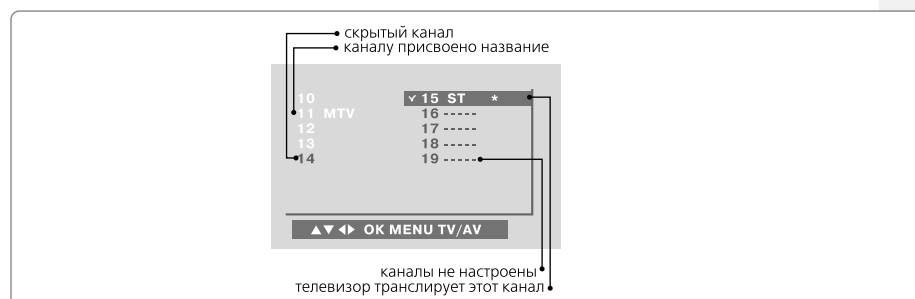 скрытый канал
каналу присвоено название
10
11 MTV
12
13
14
✓ 15 ST *
16 -----
17 -----
18 -----
19 -----
▲▼◀▶ OK MENU TV/AV
каналы не настроены
телевизор транслирует этот канал